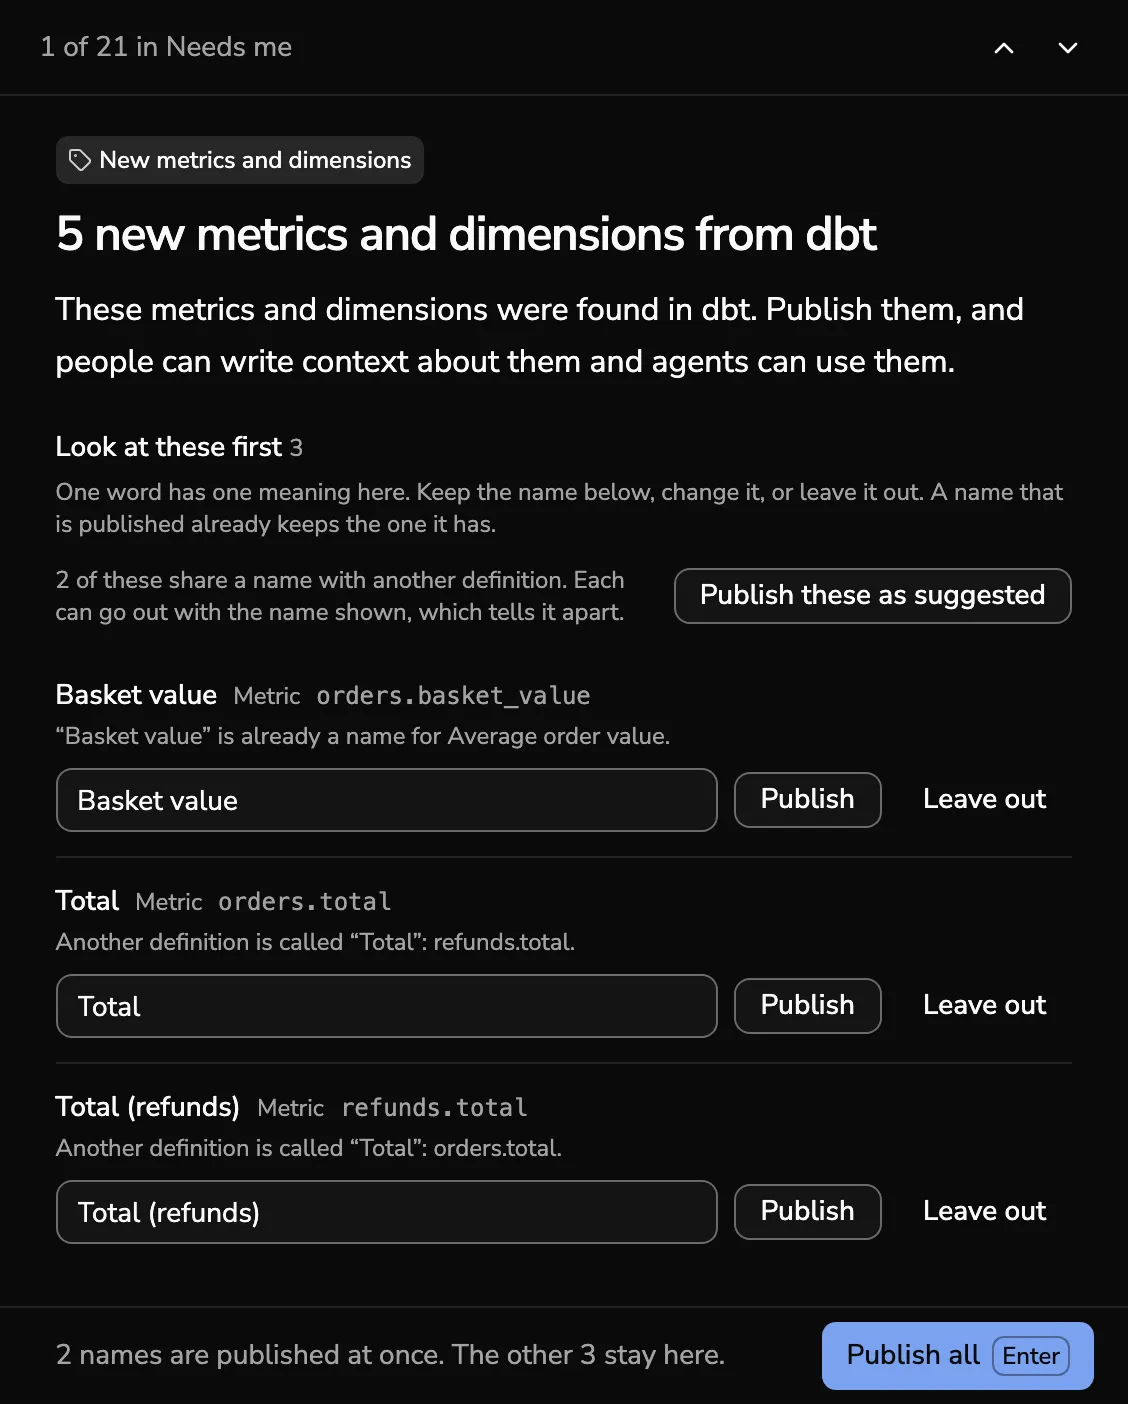 1 of 21 in Needs me
New metrics and dimensions
5 new metrics and dimensions from dbt
These metrics and dimensions were found in dbt. Publish them, and
people can write context about them and agents can use them.
Look at these first 3
One word has one meaning here. Keep the name below, change it, or leave it out. A name that
is published already keeps the one it has.
2 of these share a name with another definition. Each
can go out with the name shown, which tells it apart.
Publish these as suggested
Basket value Metric orders.basket_value
“Basket value” is already a name for Average order value.
Basket value Publish Leave out
Total Metric orders.total
Another definition is called “Total”: refunds.total.
Total Publish Leave out
Total (refunds) Metric refunds.total
Another definition is called “Total”: orders.total.
Total (refunds) Publish Leave out
2 names are published at once. The other 3 stay here.
Publish all Enter